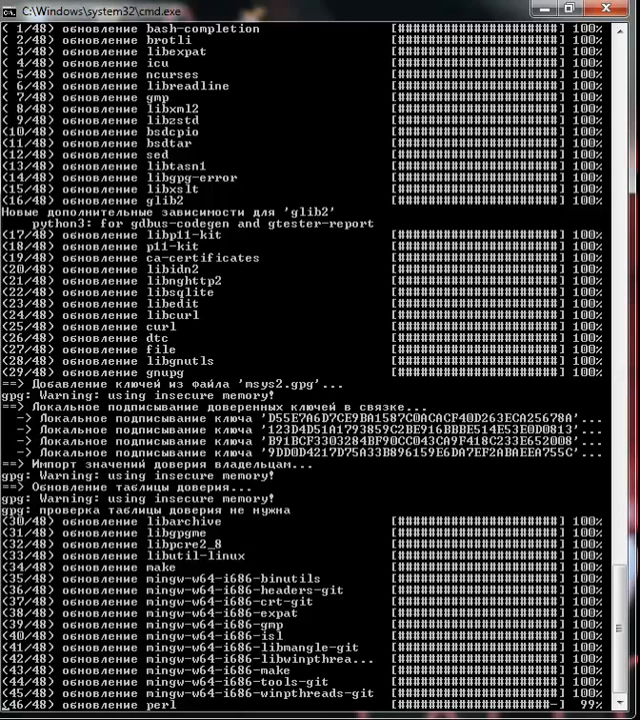 C:\Windows\system32\cmd.exe
( 1/48) обновление bash-completion [######################] 100%
( 2/48) обновление brotli [######################] 100%
( 3/48) обновление libexpat [######################] 100%
( 4/48) обновление icu [######################] 100%
( 5/48) обновление ncurses [######################] 100%
( 6/48) обновление libreadline [######################] 100%
( 7/48) обновление gmp [######################] 100%
( 8/48) обновление libxml2 [######################] 100%
( 9/48) обновление libzstd [######################] 100%
(10/48) обновление bsdcpio [######################] 100%
(11/48) обновление bsdtar [######################] 100%
(12/48) обновление sed [######################] 100%
(13/48) обновление libtasn1 [######################] 100%
(14/48) обновление libgpg-error [######################] 100%
(15/48) обновление libxslt [######################] 100%
(16/48) обновление glib2 [######################] 100%
Новые дополнительные зависимости для 'glib2'
python3: for gdbus-codegen and gtester-report
(17/48) обновление libp11-kit [######################] 100%
(18/48) обновление p11-kit [######################] 100%
(19/48) обновление ca-certificates [######################] 100%
(20/48) обновление libidn2 [######################] 100%
(21/48) обновление libnghttp2 [######################] 100%
(22/48) обновление libsqlite [######################] 100%
(23/48) обновление libedit [######################] 100%
(24/48) обновление libcurl [######################] 100%
(25/48) обновление curl [######################] 100%
(26/48) обновление dtc [######################] 100%
(27/48) обновление file [######################] 100%
(28/48) обновление libgnutls [######################] 100%
(29/48) обновление gnupg [######################] 100%
==> Добавление ключей из файла 'msys2.gpg'...
gpg: Warning: using insecure memory!
==> Локальное подписывание доверенных ключей в связке...
-> Локальное подписывание ключа 'D55E7A6D7CE9BA1587C0ACACF40D263ECA25678A'...
-> Локальное подписывание ключа '123D4D51A1793859C2BE916BBBE514E53E0D0813'...
-> Локальное подписывание ключа 'B91BCF3303284BF90CC043CA9F418C233E652008'...
-> Локальное подписывание ключа '9DD0D4217D75A33B896159E6DA7EF2ABAEEA755C'...
==> Импорт значений доверия владельцам...
gpg: Warning: using insecure memory!
==> Обновление таблицы доверия...
gpg: Warning: using insecure memory!
gpg: проверка таблицы доверия не нужна
(30/48) обновление libarchive [######################] 100%
(31/48) обновление libgpgme [######################] 100%
(32/48) обновление libpcre2_8 [######################] 100%
(33/48) обновление libutil-linux [######################] 100%
(34/48) обновление make [######################] 100%
(35/48) обновление mingw-w64-i686-binutils [######################] 100%
(36/48) обновление mingw-w64-i686-headers-git [######################] 100%
(37/48) обновление mingw-w64-i686-crt-git [######################] 100%
(38/48) обновление mingw-w64-i686-expat [######################] 100%
(39/48) обновление mingw-w64-i686-gmp [######################] 100%
(40/48) обновление mingw-w64-i686-isl [######################] 100%
(41/48) обновление mingw-w64-i686-libmangle-git [######################] 100%
(42/48) обновление mingw-w64-i686-libwinpthrea... [######################] 100%
(43/48) обновление mingw-w64-i686-make [######################] 100%
(44/48) обновление mingw-w64-i686-tools-git [######################] 100%
(45/48) обновление mingw-w64-i686-winpthreads-git [######################] 100%
(46/48) обновление perl [#####################-] 99%